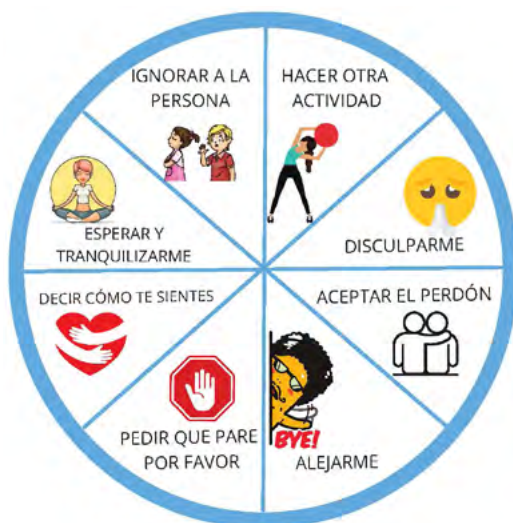 IGNORAR A LA
PERSONA
HACER OTRA
ACTIVIDAD
DISCULPARME
ACEPTAR EL PERDÓN
BYE!
ALEJARME
PEDIR QUE PARE
POR FAVOR
DECIR CÓMO TE SIENTES
ESPERAR Y
TRANQUILIZARME